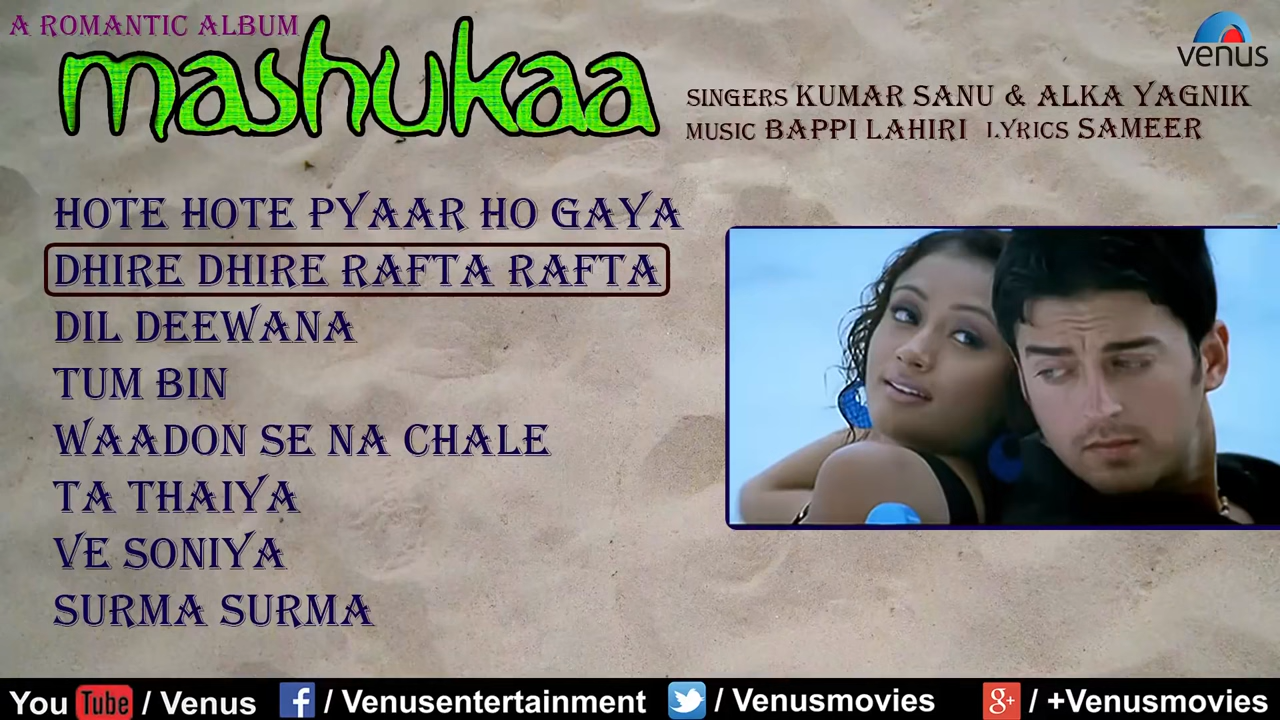 A ROMANTIC ALBUM
mashukaa
venus
SINGERS KUMAR SANU & ALKA YAGNIK
MUSIC BAPPI LAHIRI LYRICS SAMEER
HOTE HOTE PYAAR HO GAYA
DHIRE DHIRE RAFTA RAFTA
DIL DEEWANA
TUM BIN
WAADON SE NA CHALE
TA THAIYA
VE SONIYA
SURMA SURMA
You Tube / Venus f / Venusentertainment / Venusmovies g+ / +Venusmovies